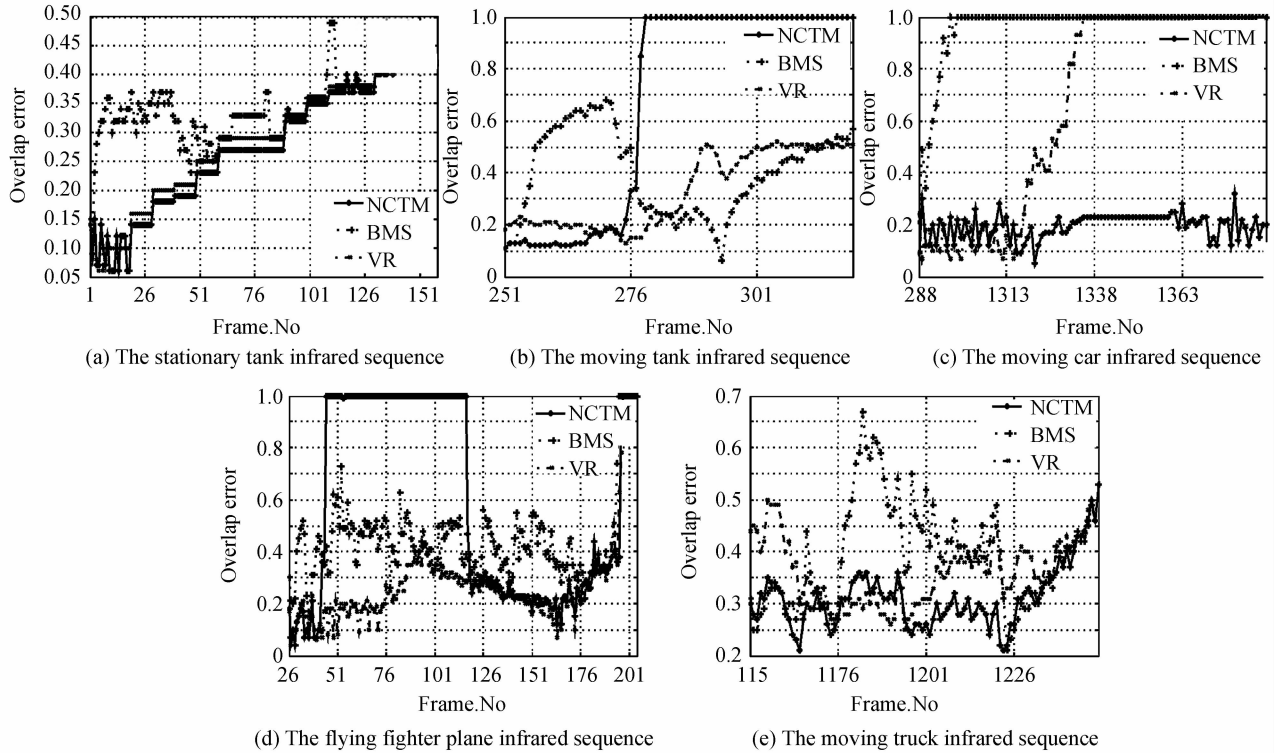 0.50
0.45
0.40
0.35
0.30
0.25
0.20
0.15
0.10
0.05
Overlap error
NCTM
BMS
VR
1 26 51 76 101 126 151
Frame.No
(a) The stationary tank infrared sequence
1.0
0.8
0.6
0.4
0.2
0
Overlap error
NCTM
BMS
VR
251 276 301
Frame.No
(b) The moving tank infrared sequence
1.0
0.8
0.6
0.4
0.2
0
Overlap error
NCTM
BMS
VR
288 1313 1338 1363
Frame.No
(c) The moving car infrared sequence
1.0
0.8
0.6
0.4
0.2
0
Overlap error
NCTM
BMS
VR
26 51 76 101 126 151 176 201
Frame.No
(d) The flying fighter plane infrared sequence
0.7
0.6
0.5
0.4
0.3
0.2
Overlap error
NCTM
BMS
VR
115 1176 1201 1226
Frame.No
(e) The moving truck infrared sequence